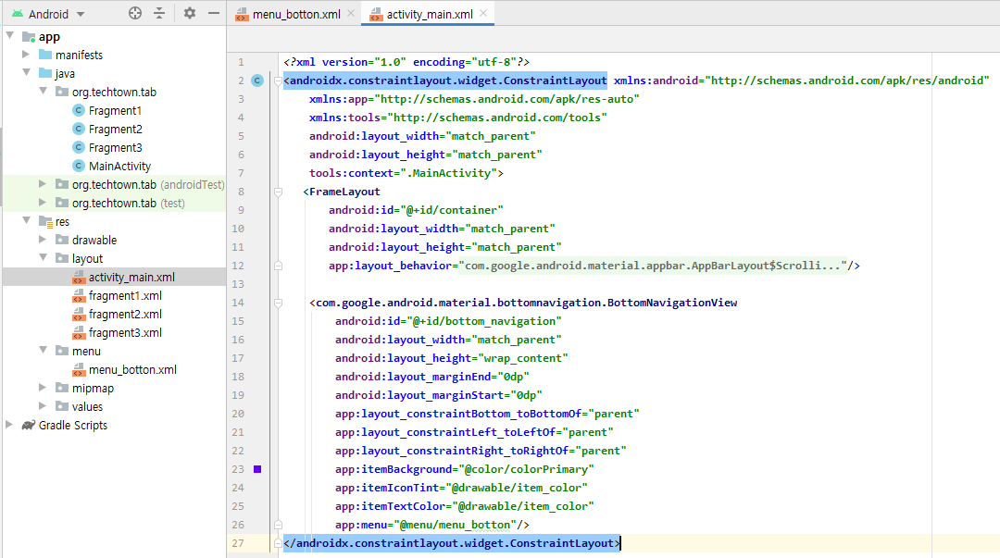 Android
menu_botton.xml
activity_main.xml
app
manifests
java
org.techtown.tab
Fragment1
Fragment2
Fragment3
MainActivity
org.techtown.tab (androidTest)
org.techtown.tab (test)
res
drawable
layout
activity_main.xml
fragment1.xml
fragment2.xml
fragment3.xml
menu
menu_botton.xml
mipmap
values
Gradle Scripts
1 <?xml version="1.0" encoding="utf-8"?>
2 C <androidx.constraintlayout.widget.ConstraintLayout xmlns:android="http://schemas.android.com/apk/res/android"
3 xmlns:app="http://schemas.android.com/apk/res-auto"
4 xmlns:tools="http://schemas.android.com/tools"
5 android:layout_width="match_parent"
6 android:layout_height="match_parent"
7 tools:context=".MainActivity">
8 <FrameLayout
9 android:id="@+id/container"
10 android:layout_width="match_parent"
11 android:layout_height="match_parent"
12 app:layout_behavior="com.google.android.material.appbar.AppBarLayout$Scrolli..."/>
13
14 <com.google.android.material.bottomnavigation.BottomNavigationView
15 android:id="@+id/bottom_navigation"
16 android:layout_width="match_parent"
17 android:layout_height="wrap_content"
18 android:layout_marginEnd="0dp"
19 android:layout_marginStart="0dp"
20 app:layout_constraintBottom_toBottomOf="parent"
21 app:layout_constraintLeft_toLeftOf="parent"
22 app:layout_constraintRight_toRightOf="parent"
23 app:itemBackground="@color/colorPrimary"
24 app:itemIconTint="@drawable/item_color"
25 app:itemTextColor="@drawable/item_color"
26 app:menu="@menu/menu_botton"/>
27 </androidx.constraintlayout.widget.ConstraintLayout>